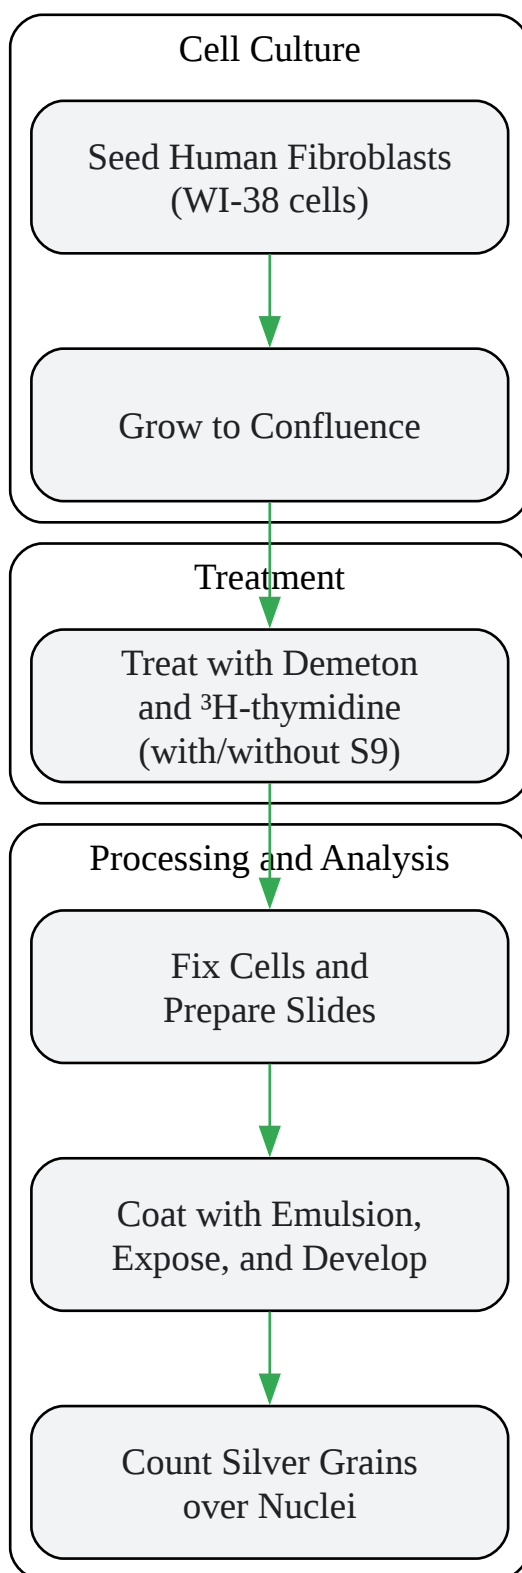 Cell Culture
Seed Human Fibroblasts
(WI-38 cells)
Grow to Confluence
Treatment
Treat with Demeton
and ³H-thymidine
(with/without S9)
Processing and Analysis
Fix Cells and
Prepare Slides
Coat with Emulsion,
Expose, and Develop
Count Silver Grains
over Nuclei